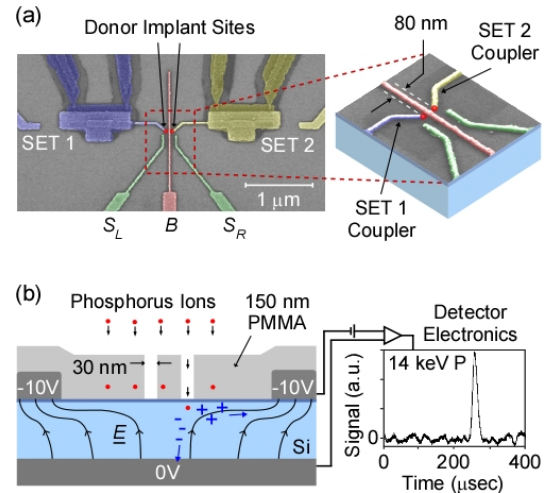 (a)
Donor Implant Sites
80 nm
SET 2
Coupler
SET 1
SET 2
1 μm
SET 1
Coupler
S_L
B
S_R
(b)
Phosphorus Ions
150 nm
PMMA
Detector
Electronics
30 nm
-10V
-10V
14 keV P
Signal (a.u.)
E
Si
0V
0
0
200
400
Time (μsec)